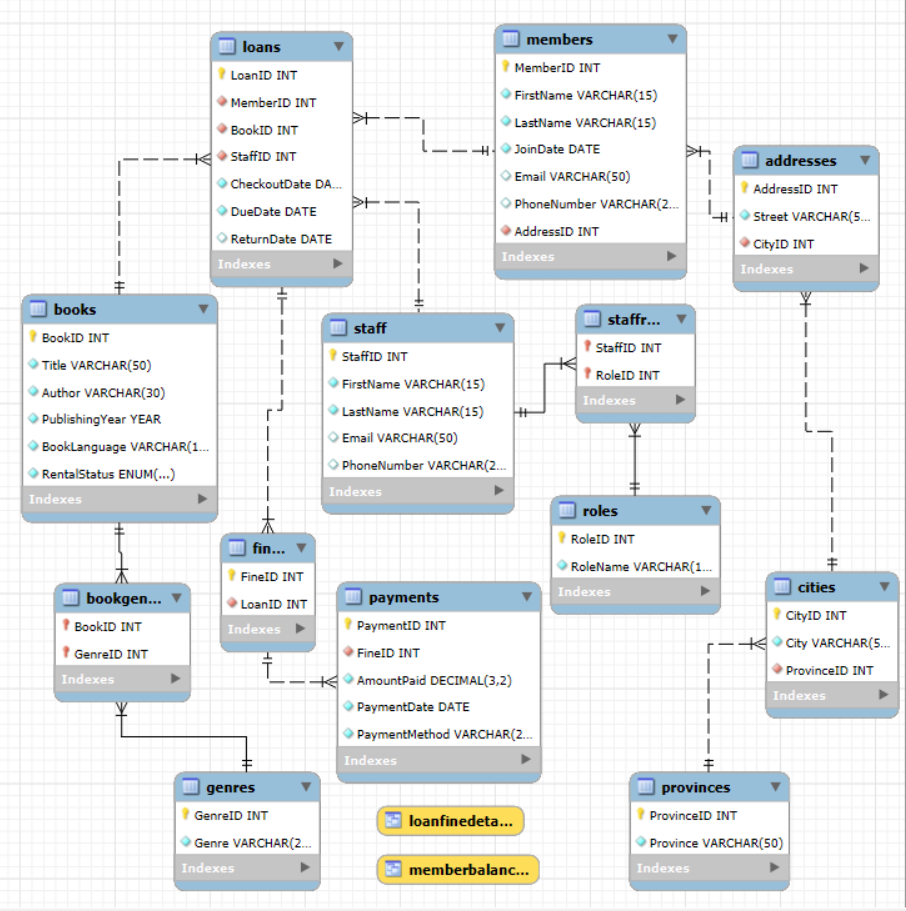 loans
LoanID INT
MemberID INT
BookID INT
StaffID INT
CheckoutDate DA...
DueDate DATE
ReturnDate DATE
Indexes
members
MemberID INT
FirstName VARCHAR(15)
LastName VARCHAR(15)
JoinDate DATE
Email VARCHAR(50)
PhoneNumber VARCHAR(2...
AddressID INT
Indexes
addresses
AddressID INT
Street VARCHAR(5...
CityID INT
Indexes
books
BookID INT
Title VARCHAR(50)
Author VARCHAR(30)
PublishingYear YEAR
BookLanguage VARCHAR(1...
RentalStatus ENUM(...)
Indexes
staff
StaffID INT
FirstName VARCHAR(15)
LastName VARCHAR(15)
Email VARCHAR(50)
PhoneNumber VARCHAR(2...
Indexes
staffr...
StaffID INT
RoleID INT
Indexes
roles
RoleID INT
RoleName VARCHAR(1...
Indexes
fin...
FineID INT
LoanID INT
Indexes
bookgen...
BookID INT
GenreID INT
Indexes
payments
PaymentID INT
FineID INT
AmountPaid DECIMAL(3,2)
PaymentDate DATE
PaymentMethod VARCHAR(2...
Indexes
cities
CityID INT
City VARCHAR(5...
ProvinceID INT
Indexes
genres
GenreID INT
Genre VARCHAR(2...
Indexes
loanfinedeta...
memberbalanc...
provinces
ProvinceID INT
Province VARCHAR(50)
Indexes